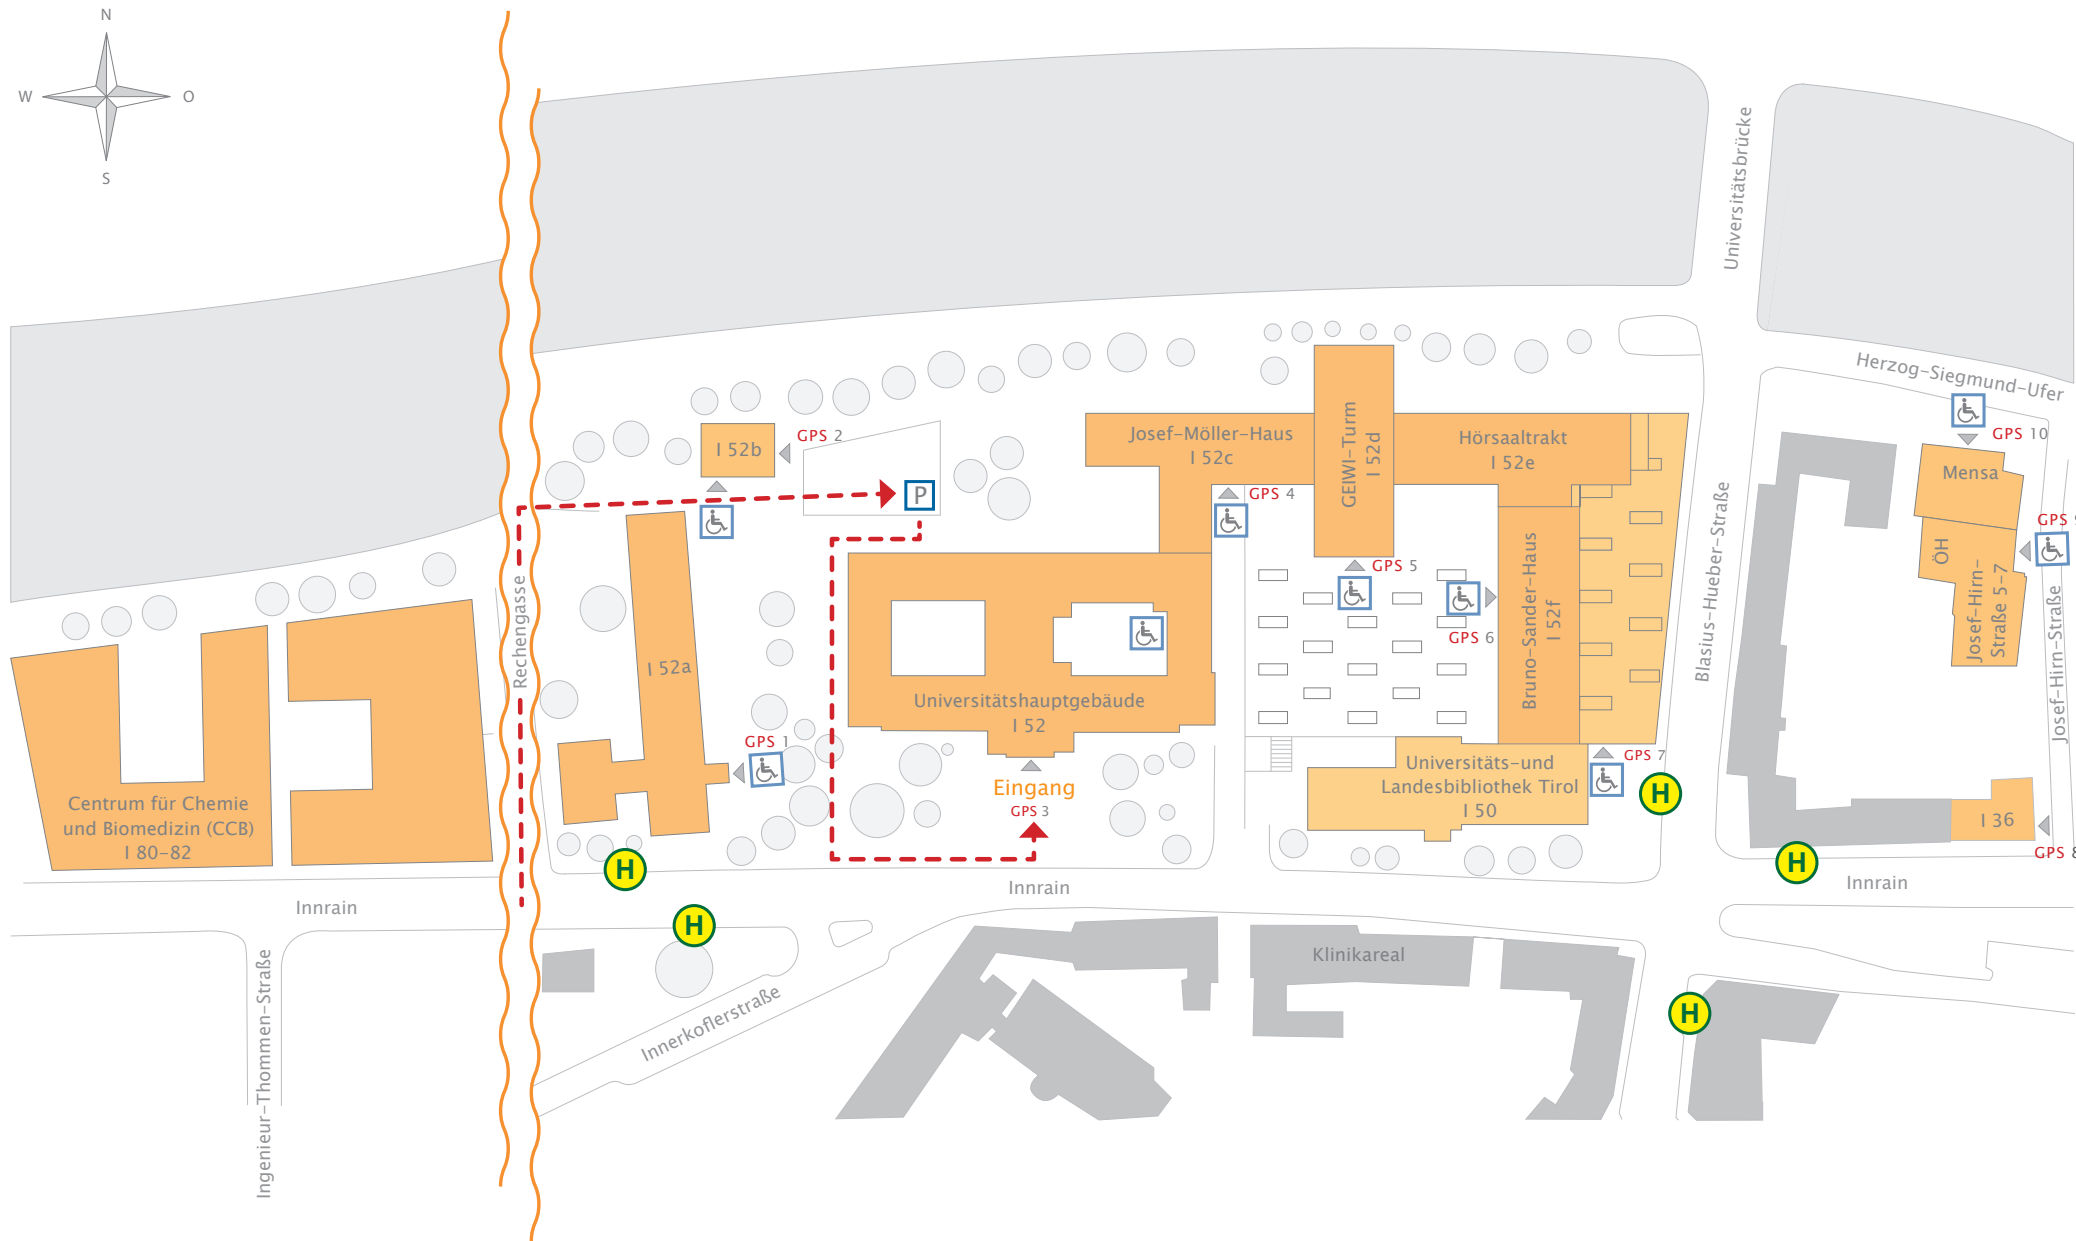 N
W
O
S
Universitätsbrücke
Herzog-Siegmund-Ufer
GPS 10
Mensa
ÖH
Josef-Hirn-
Straße 5-7
GPS 9
Josef-Hirn-Straße
Blasius-Hueber-Straße
I 52b
GPS 2
P
Josef-Möller-Haus
I 52c
GEIWI-Turm
I 52d
Hörsaaltrakt
I 52e
GPS 4
GPS 5
GPS 6
Bruno-Sander-Haus
I 52f
Rechengasse
I 52a
GPS 1
Universitätshauptgebäude
I 52
Eingang
GPS 3
Universitäts-und
Landesbibliothek Tirol
I 50
GPS 7
H
Centrum für Chemie
und Biomedizin (CCB)
I 80-82
I 36
GPS 8
H
H
H
H
Innrain
Innrain
Innrain
Klinikareal
Innerkoflerstraße
Ingenieur-Thommen-Straße